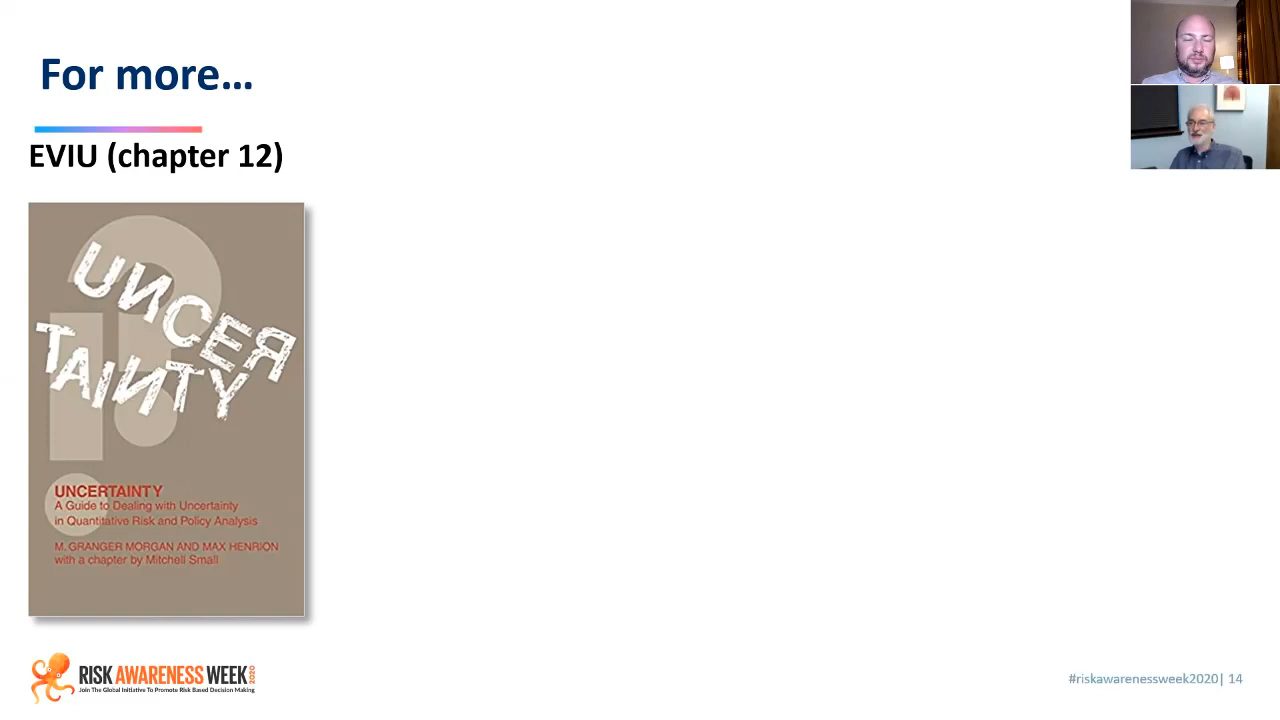 For more…
EVIU (chapter 12)
UNCER
TAINTY
UNCERTAINTY
A Guide to Dealing with Uncertainty
in Quantitative Risk and Policy Analysis
M. GRANGER MORGAN AND MAX HENRION
with a chapter by Mitchell Small
RISK AWARENESS WEEK 2020
Join The Global Initiative To Promote Risk Based Decision Making
#riskawarenessweek2020| 14